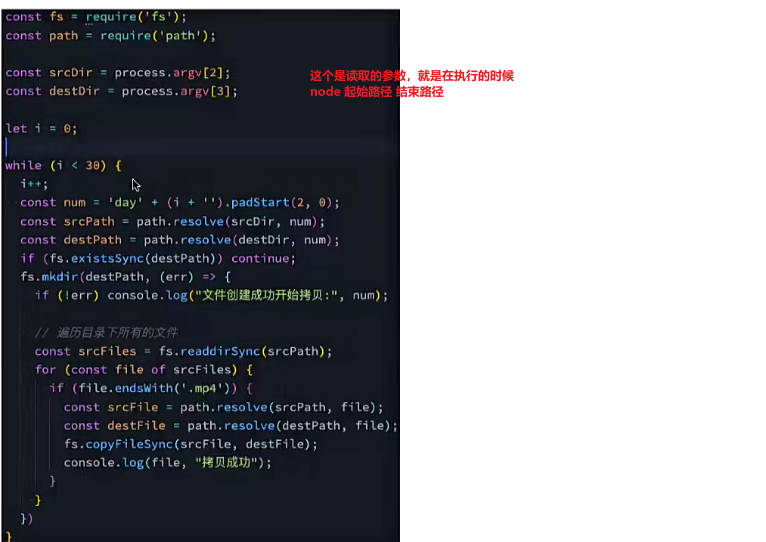 const fs = require('fs');
const path = require('path');
const srcDir = process.argv[2];
const destDir = process.argv[3];
这个是读取的参数，就是在执行的时候
node 起始路径 结束路径
let i = 0;
while (i < 30) {
i++;
const num = 'day' + (i + '').padStart(2, 0);
const srcPath = path.resolve(srcDir, num);
const destPath = path.resolve(destDir, num);
if (fs.existsSync(destPath)) continue;
fs.mkdir(destPath, (err) => {
if (!err) console.log("文件创建成功开始拷贝:", num);
// 遍历目录下所有的文件
const srcFiles = fs.readdirSync(srcPath);
for (const file of srcFiles) {
if (file.endsWith('.mp4')) {
const srcFile = path.resolve(srcPath, file);
const destFile = path.resolve(destPath, file);
fs.copyFileSync(srcFile, destFile);
console.log(file, "拷贝成功");
}
}
})
}